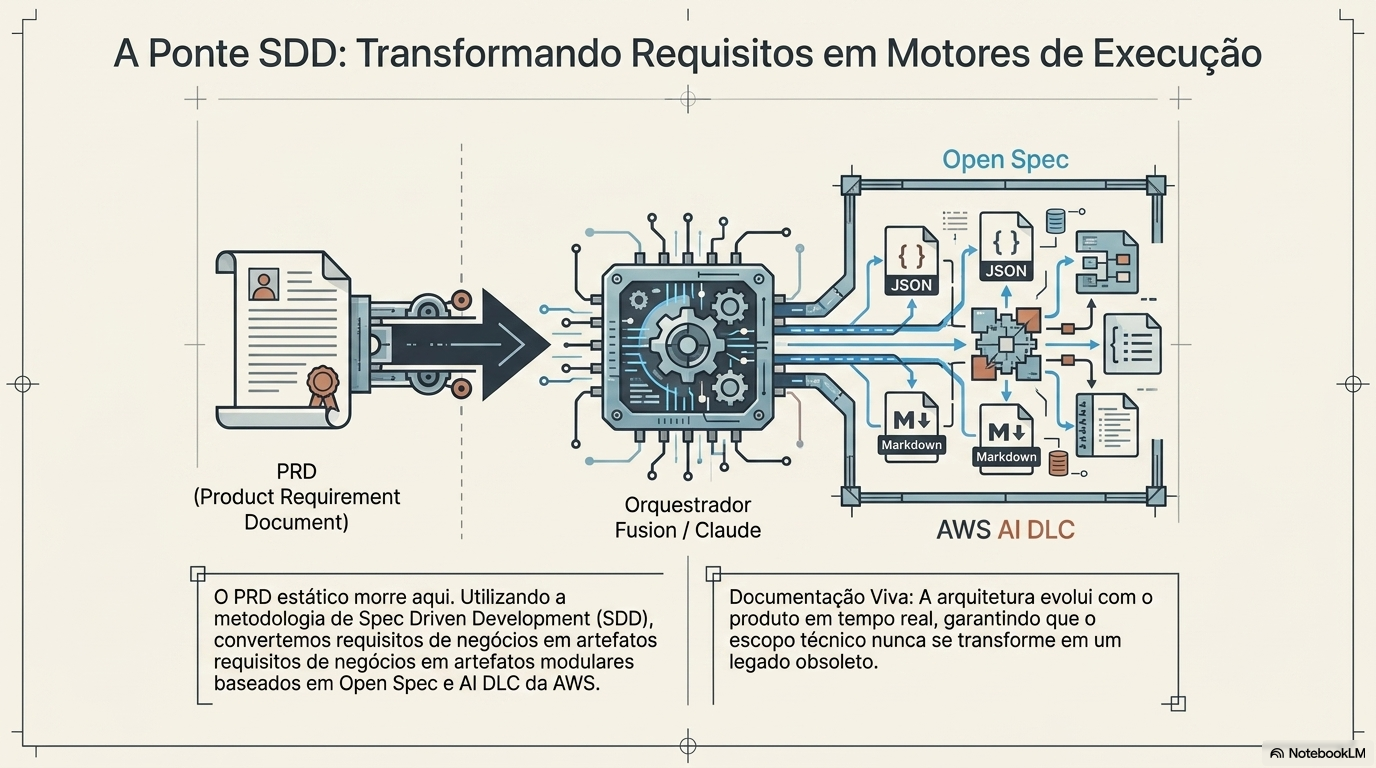 A Ponte SDD: Transformando Requisitos em Motores de Execução
Open Spec
{ }
JSON
{ }
JSON
{ }
M↓
Markdown
M↓
Markdown
PRD
(Product Requirement
Document)
Orquestrador
Fusion / Claude
AWS AI DLC
O PRD estático morre aqui. Utilizando a
metodologia de Spec Driven Development (SDD),
convertemos requisitos de negócios em artefatos
requisitos de negócios em artefatos modulares
baseados em Open Spec e AI DLC da AWS.
Documentação Viva: A arquitetura evolui com o
produto em tempo real, garantindo que o
escopo técnico nunca se transforme em um
legado obsoleto.
NotebookLM